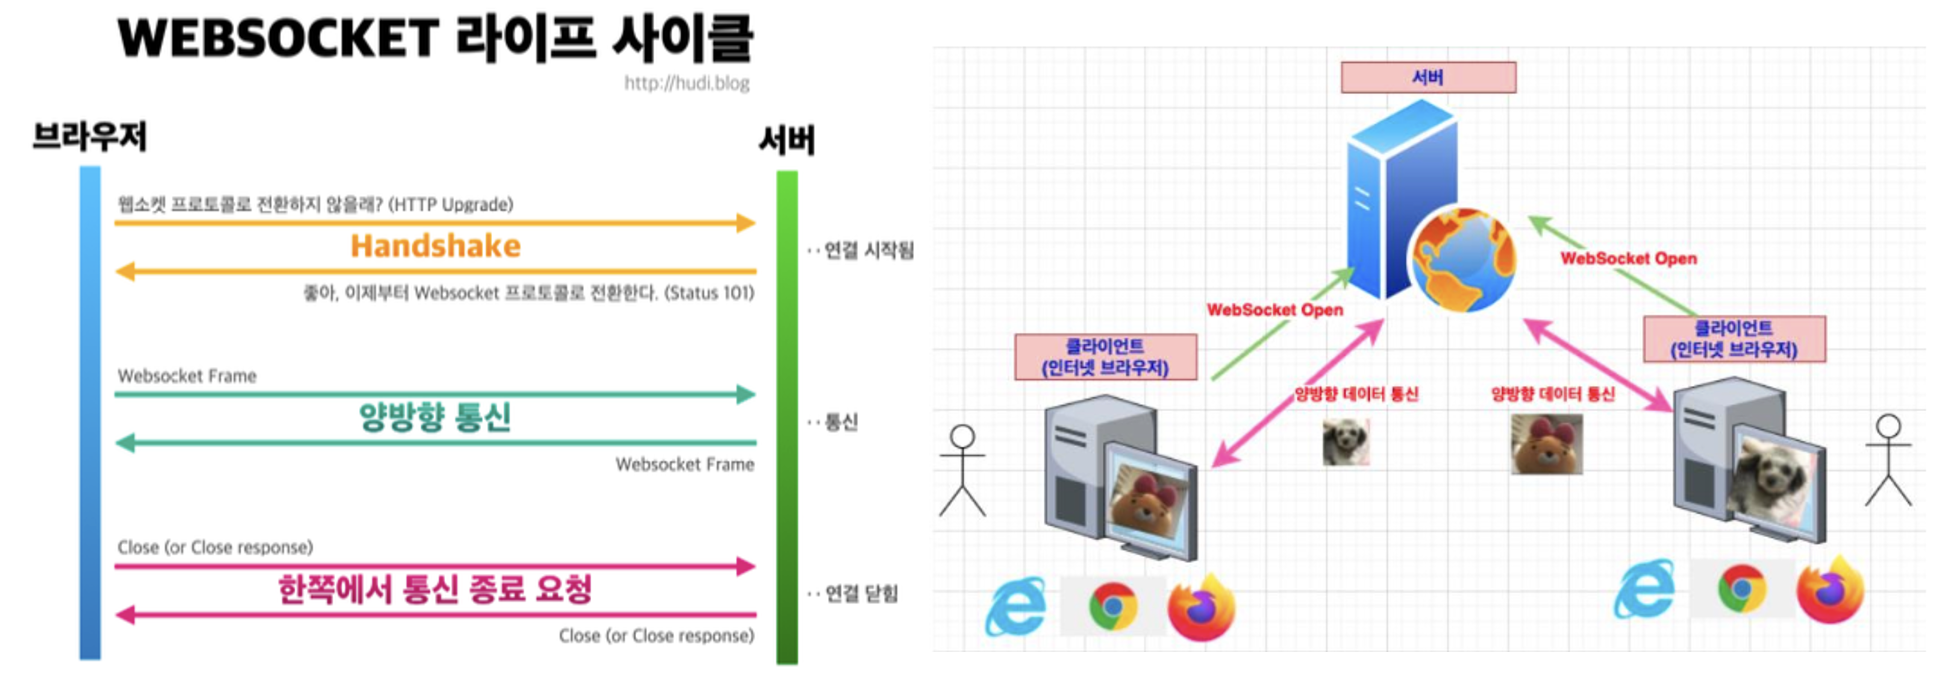 WEBSOCKET 라이프 사이클
http://hudi.blog
브라우저
서버
웹소켓 프로토콜로 전환하지 않을래? (HTTP Upgrade)
Handshake
··연결 시작됨
좋아, 이제부터 Websocket 프로토콜로 전환한다. (Status 101)
Websocket Frame
양방향 통신
··통신
Websocket Frame
Close (or Close response)
한쪽에서 통신 종료 요청
··연결 닫힘
Close (or Close response)
서버
WebSocket Open
WebSocket Open
클라이언트
(인터넷 브라우저)
클라이언트
(인터넷 브라우저)
양방향 데이터 통신
양방향 데이터 통신